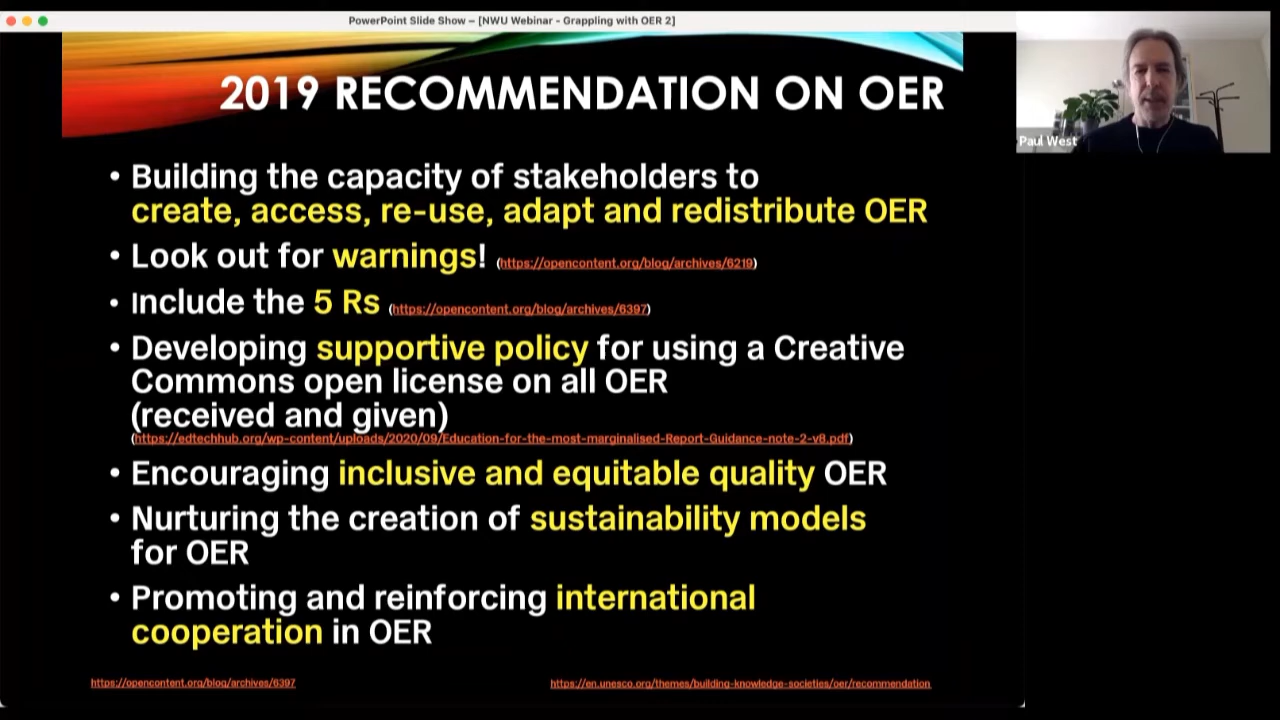 PowerPoint Slide Show – [NWU Webinar - Grappling with OER 2]
2019 RECOMMENDATION ON OER
Paul West
• Building the capacity of stakeholders to
create, access, re-use, adapt and redistribute OER
• Look out for warnings! (https://opencontent.org/blog/archives/6219)
• Include the 5 Rs (https://opencontent.org/blog/archives/6397)
• Developing supportive policy for using a Creative
Commons open license on all OER
(received and given)
(https://edtechhub.org/wp-content/uploads/2020/09/Education-for-the-most-marginalised-Report-Guidance-note-2-v8.pdf)
• Encouraging inclusive and equitable quality OER
• Nurturing the creation of sustainability models
for OER
• Promoting and reinforcing international
cooperation in OER
https://opencontent.org/blog/archives/6397
https://en.unesco.org/themes/building-knowledge-societies/oer/recommendation